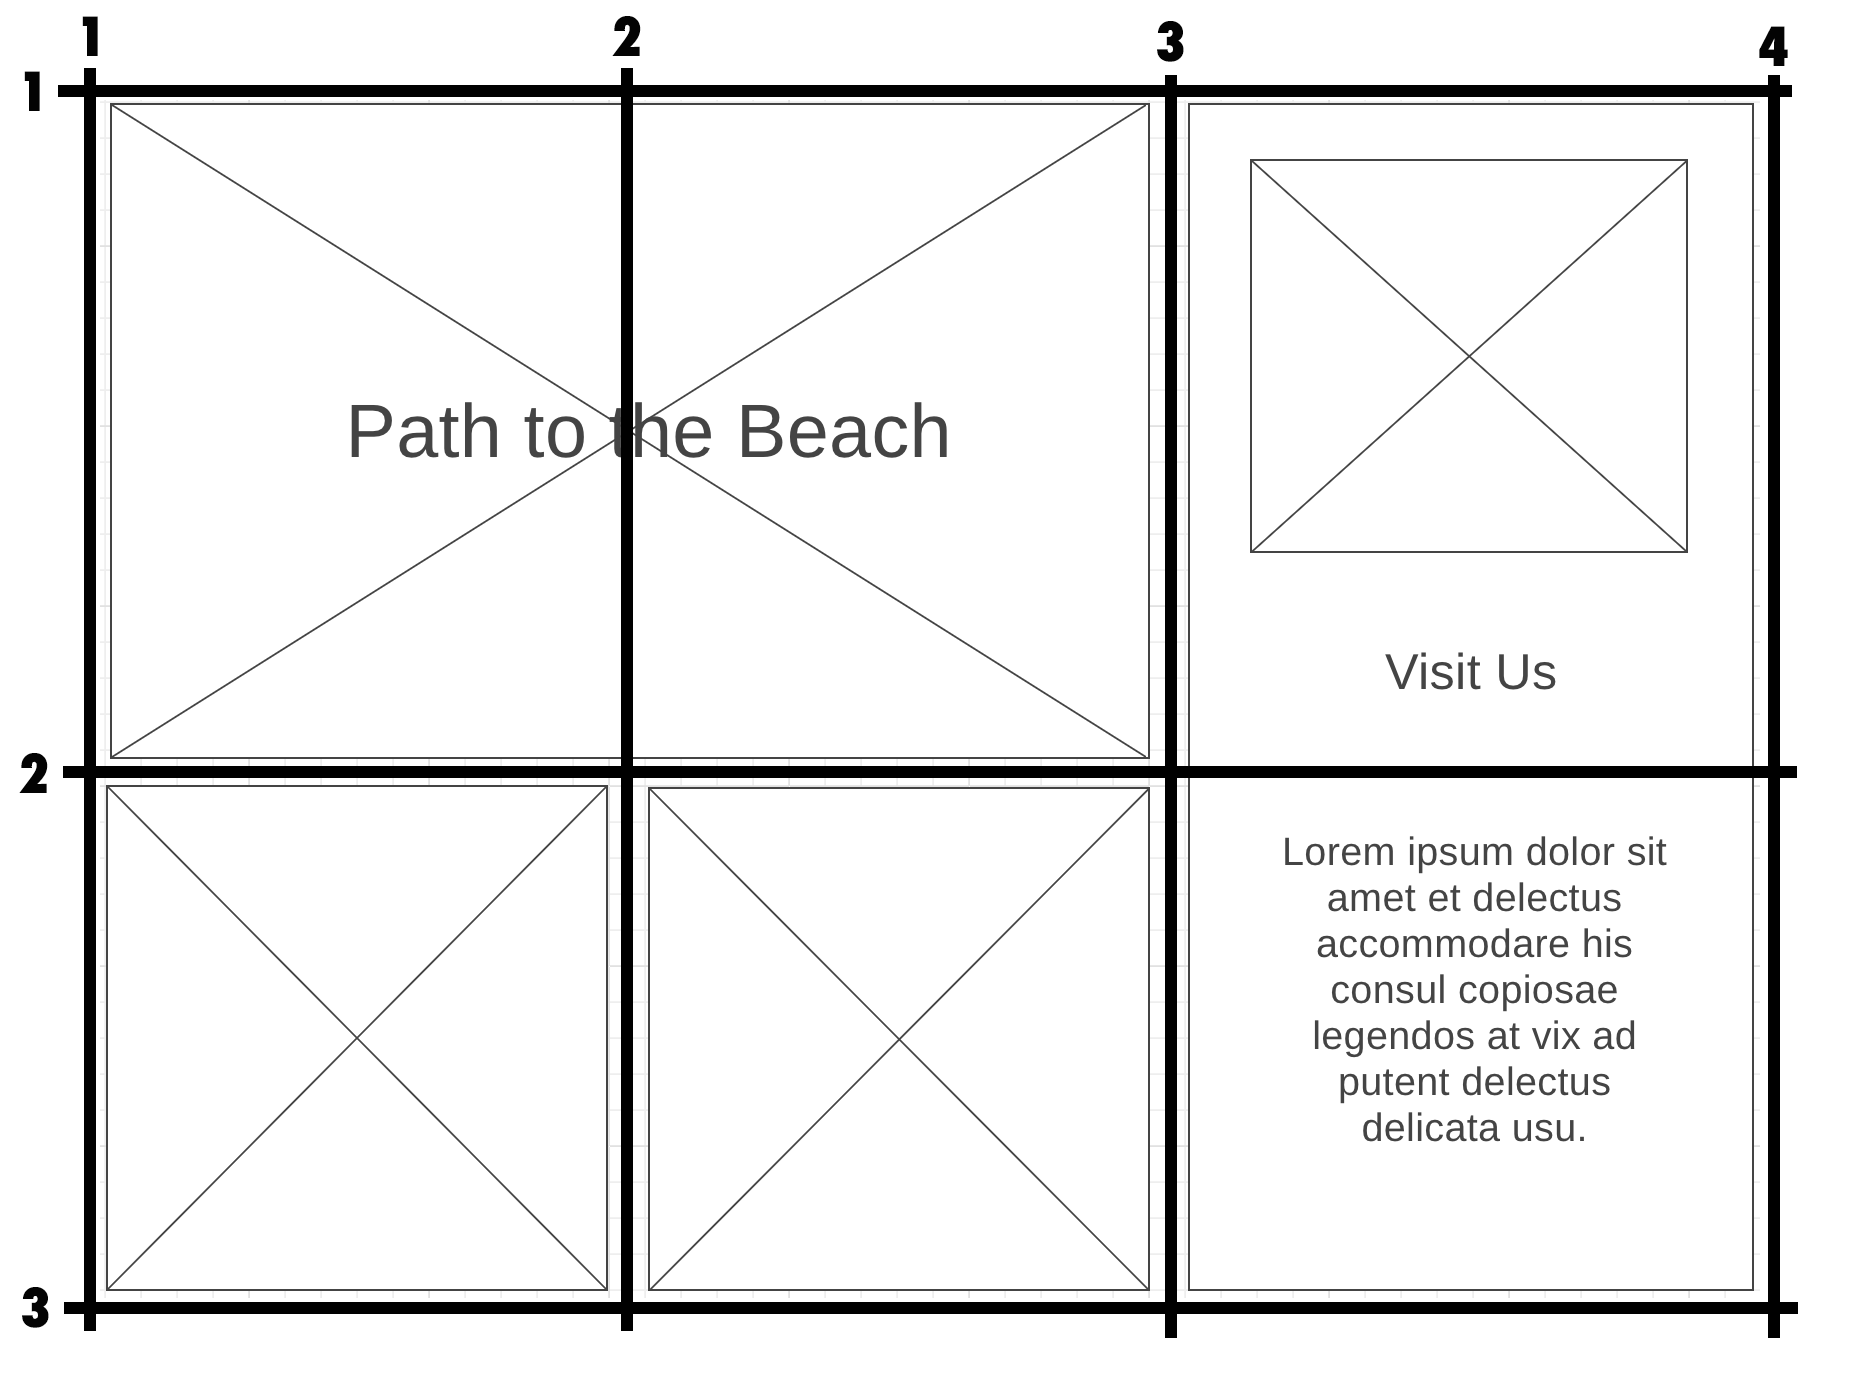 1 2 3 4
1
Path to the Beach
Visit Us
2
Lorem ipsum dolor sit
amet et delectus
accommodare his
consul copiosae
legendos at vix ad
putent delectus
delicata usu.
3